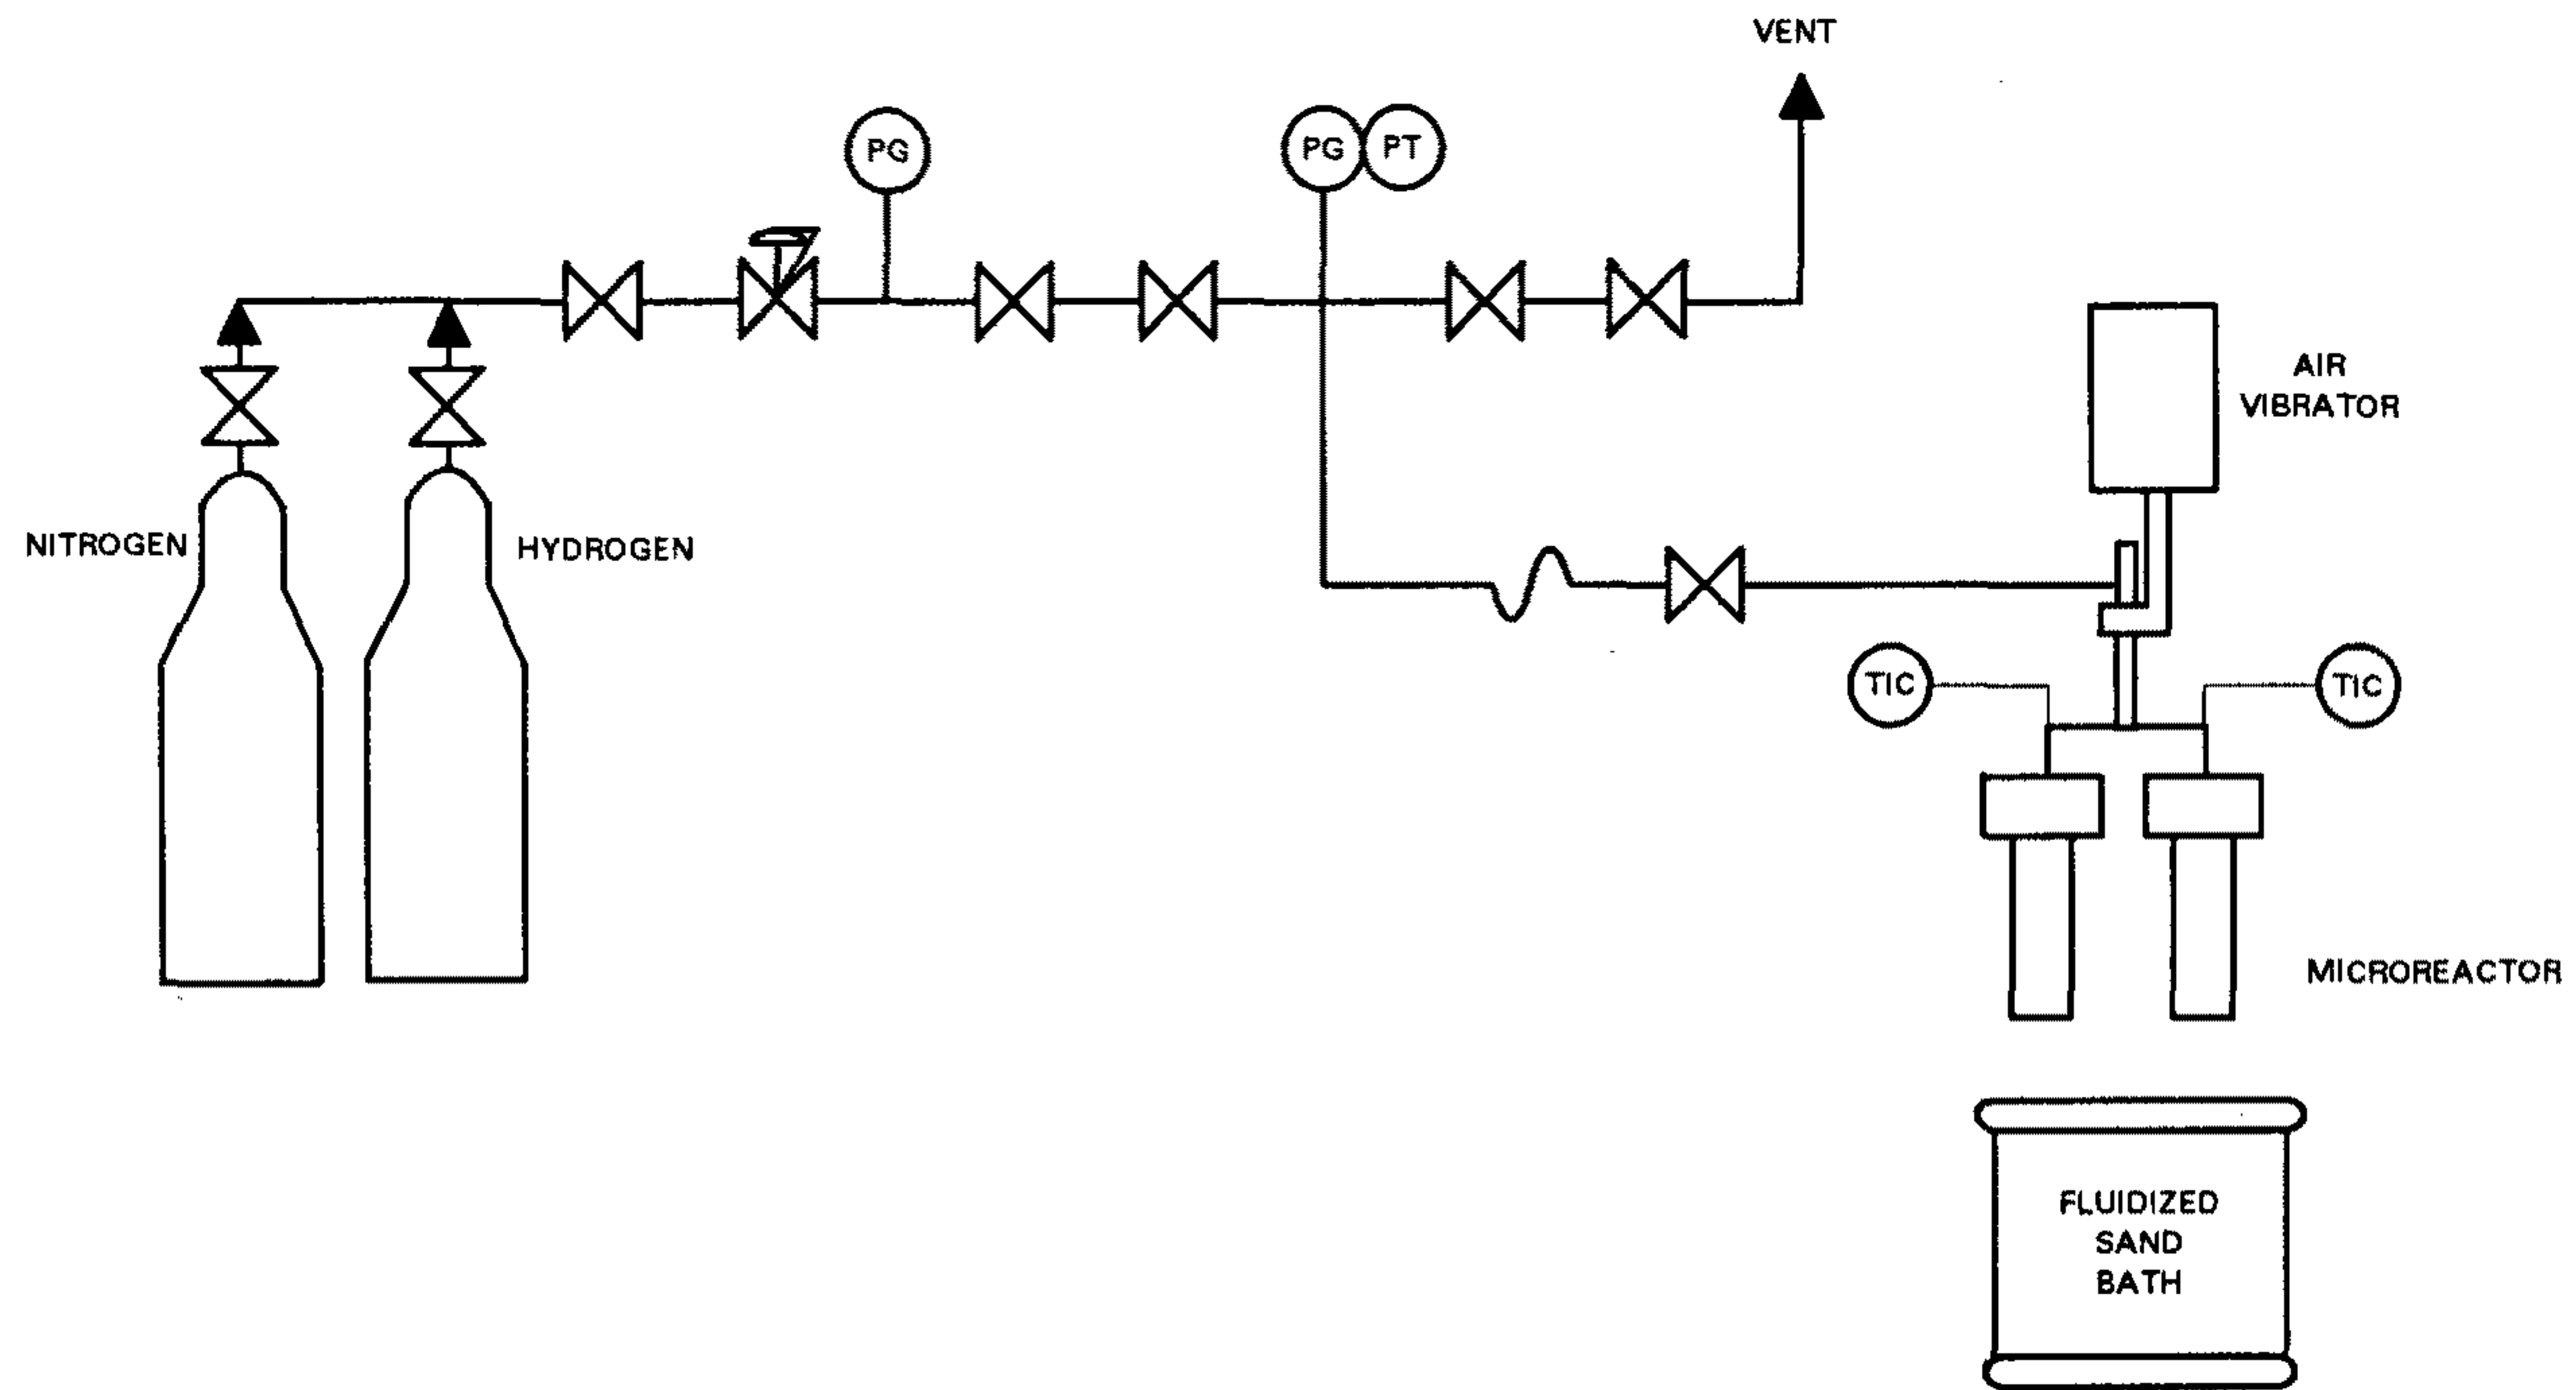 VENT
PG
PG
PT
AIR
VIBRATOR
NITROGEN
HYDROGEN
TIC
TIC
MICROREACTOR
FLUIDIZED
SAND
BATH